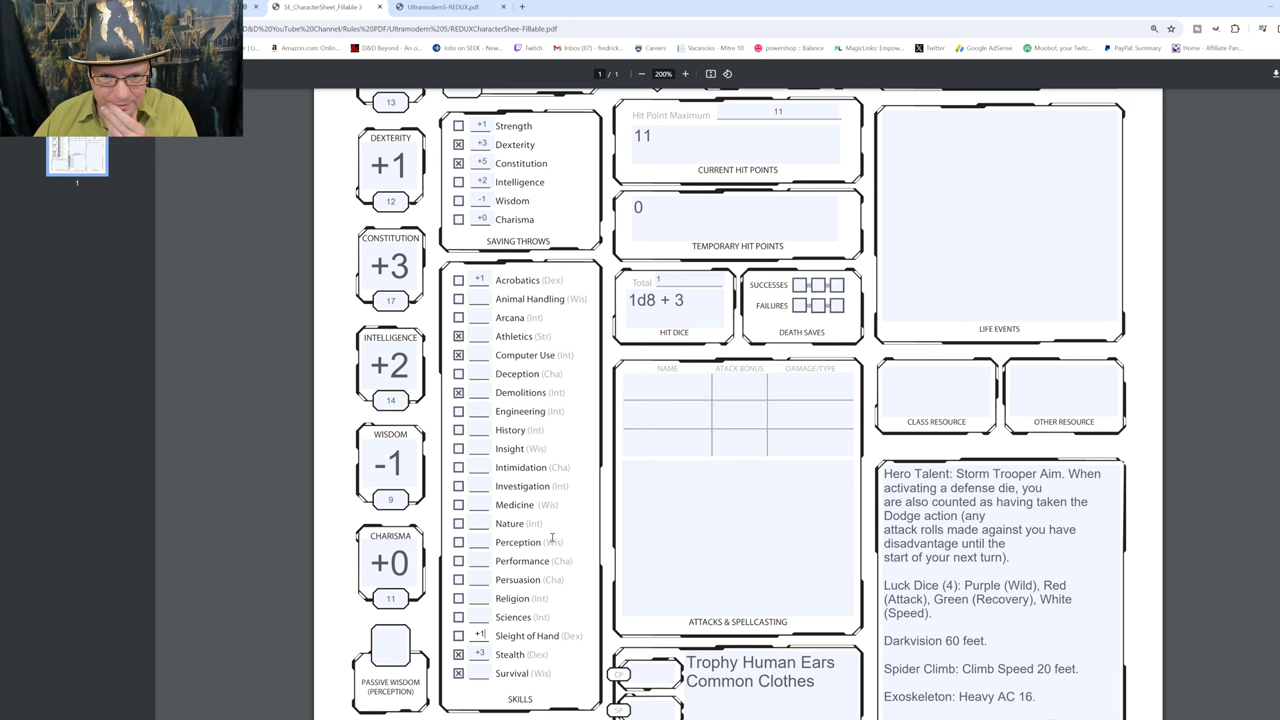 5E_CharacterSheet_Fillable 3
Ultramodern5-REDUX.pdf
D&D%20YouTube%20Channel/Rules%20PDF/Ultramodern%205/REDUXCharacterShee-Fillable.pdf
Amazon.com: Onlin...
D&D Beyond - An o...
Jobs on SEEK - No...
Twitch
Inbox (87) - fredrick...
Careers
Vacancies - Mitre 10
powershop :: Balance
MagicLinks: Empow...
Twitter
Google AdSense
Moobot, your Twitc...
PayPal: Summary
Home - Affiliate Pan...
1 / 1
200%
1
13
DEXTERITY
+1
12
CONSTITUTION
+3
17
INTELLIGENCE
+2
14
WISDOM
-1
9
CHARISMA
+0
11
PASSIVE WISDOM
(PERCEPTION)
+1 Strength
+3 Dexterity
+5 Constitution
+2 Intelligence
-1 Wisdom
+0 Charisma
SAVING THROWS
+1 Acrobatics (Dex)
Animal Handling (Wis)
Arcana (Int)
Athletics (Str)
Computer Use (Int)
Deception (Cha)
Demolitions (Int)
Engineering (Int)
History (Int)
Insight (Wis)
Intimidation (Cha)
Investigation (Int)
Medicine (Wis)
Nature (Int)
Perception (Wis)
Performance (Cha)
Persuasion (Cha)
Religion (Int)
Sciences (Int)
+1 Sleight of Hand (Dex)
+3 Stealth (Dex)
Survival (Wis)
SKILLS
Hit Point Maximum 11
11
CURRENT HIT POINTS
0
TEMPORARY HIT POINTS
Total 1
1d8 + 3
HIT DICE
SUCCESSES
FAILURES
DEATH SAVES
NAME ATACK BONUS DAMAGE/TYPE
ATTACKS & SPELLCASTING
CP
SP
Trophy Human Ears
Common Clothes
LIFE EVENTS
CLASS RESOURCE
OTHER RESOURCE
Hero Talent: Storm Trooper Aim. When
activating a defense die, you
are also counted as having taken the
Dodge action (any
attack rolls made against you have
disadvantage until the
start of your next turn).
Luck Dice (4): Purple (Wild), Red
(Attack), Green (Recovery), White
(Speed).
Darkvision 60 feet.
Spider Climb: Climb Speed 20 feet.
Exoskeleton: Heavy AC 16.